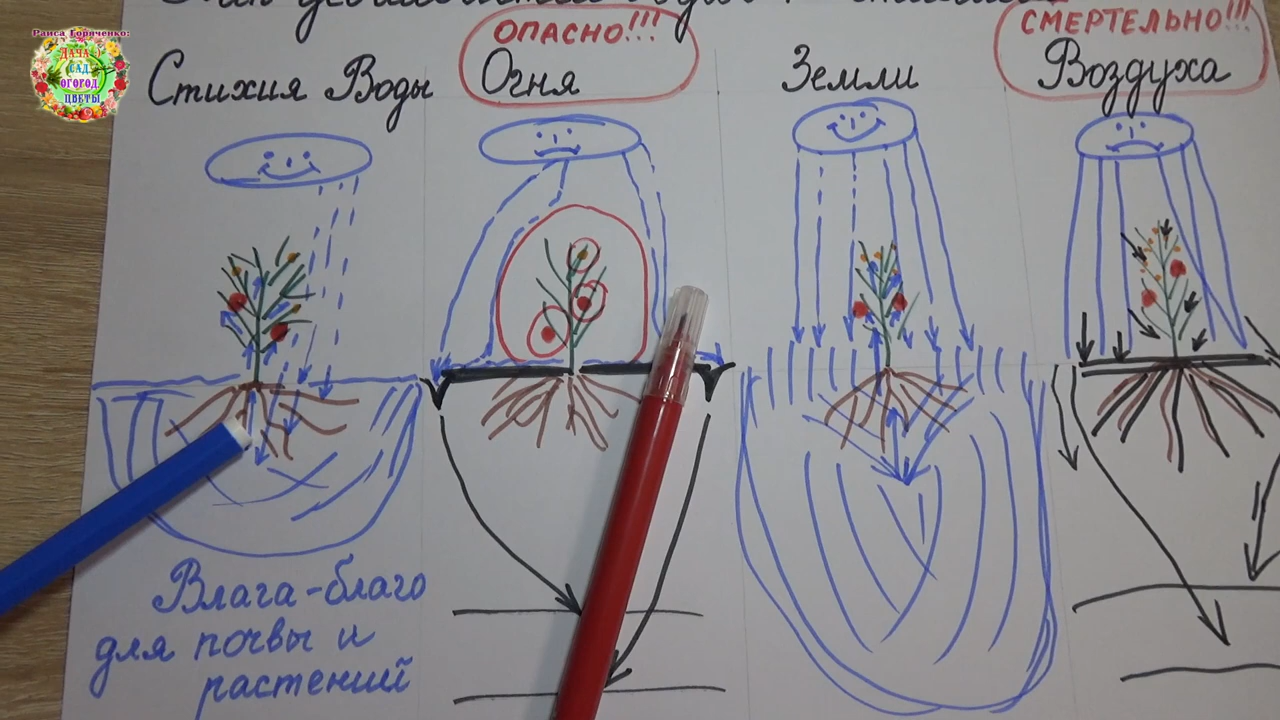 Раиса Горяченко:
ДАЧА
САД
ОГОРОД
ЦВЕТЫ
ОПАСНО!!!
СМЕРТЕЛЬНО!!!
Стихия Воды
Огня
Земли
Воздуха
Влага-благо
для почвы и
растений